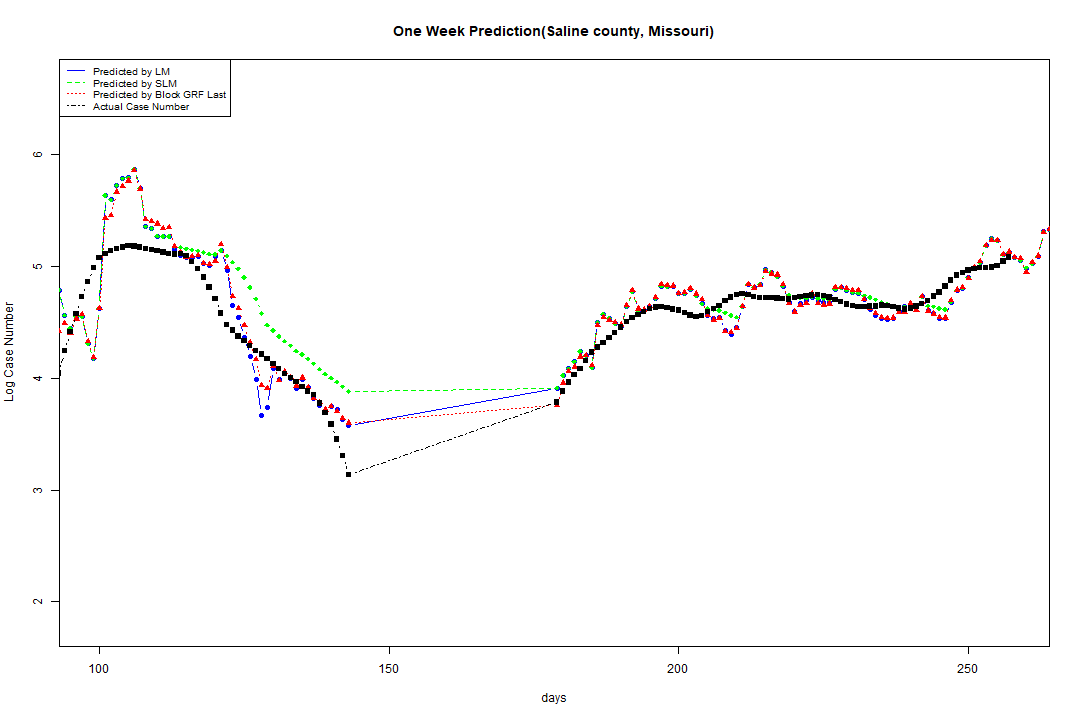 One Week Prediction(Saline county, Missouri)
Predicted by LM
Predicted by SLM
Predicted by Block GRF Last
Actual Case Number
6
5
4
3
2
Log Case Number
100 150 200 250
days